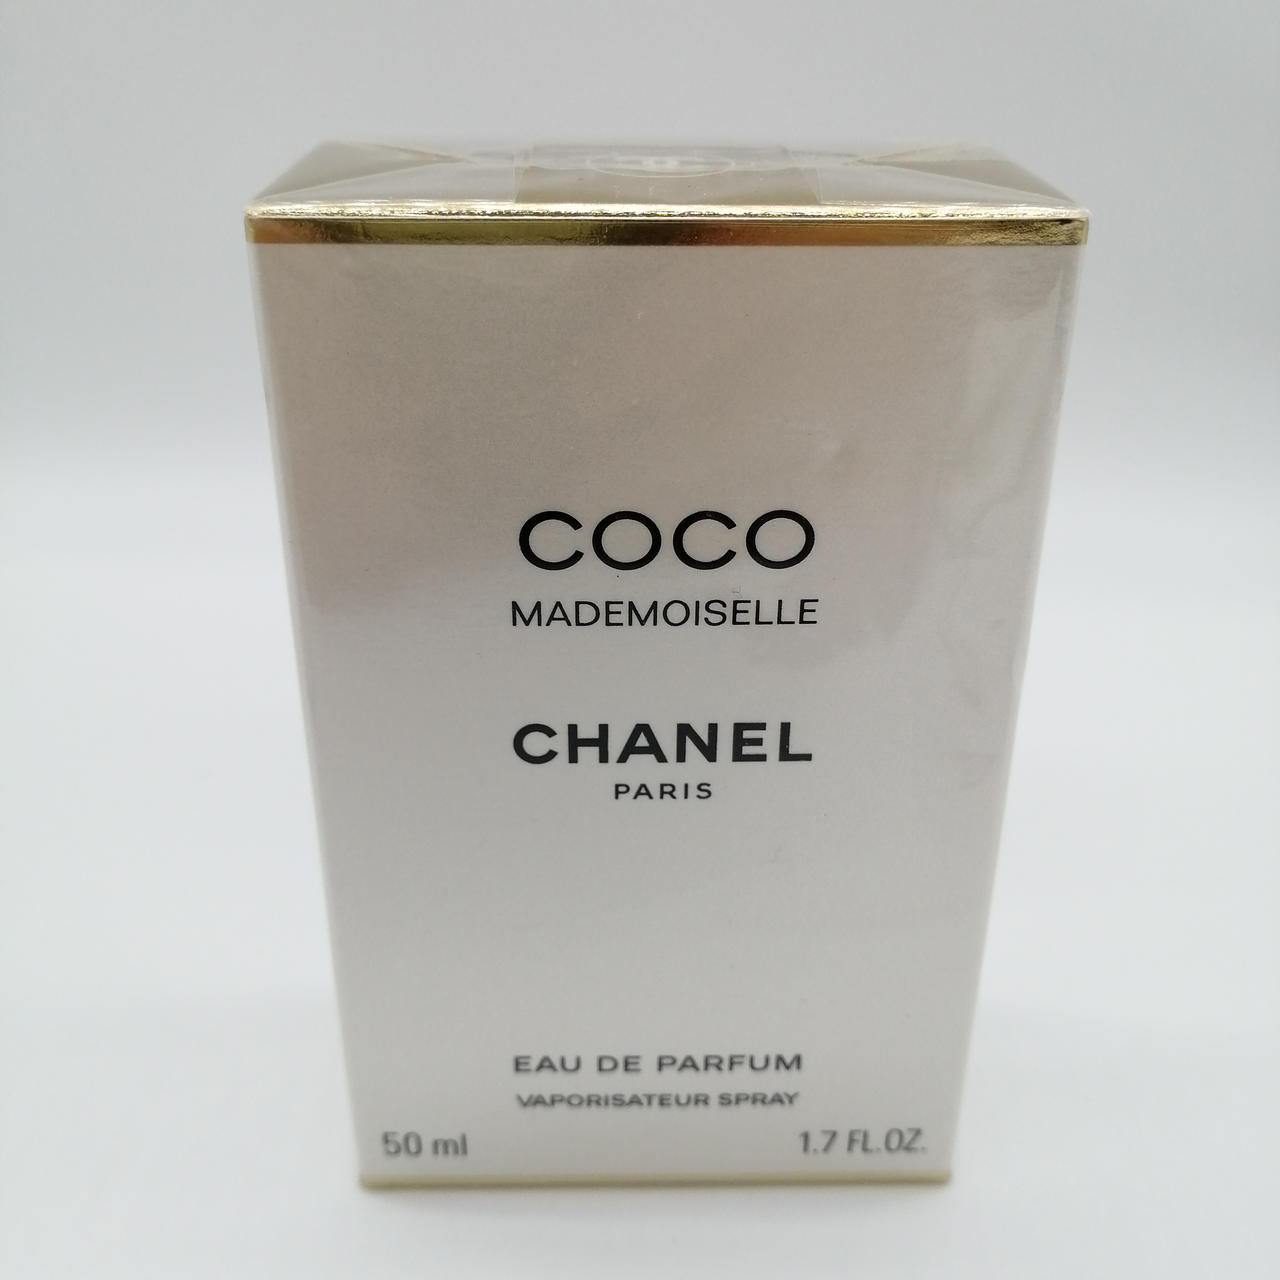 COCO
MADEMOISELLE
CHANEL
PARIS
EAU DE PARFUM
VAPORISATEUR SPRAY
50 ml 1.7 FL.OZ.